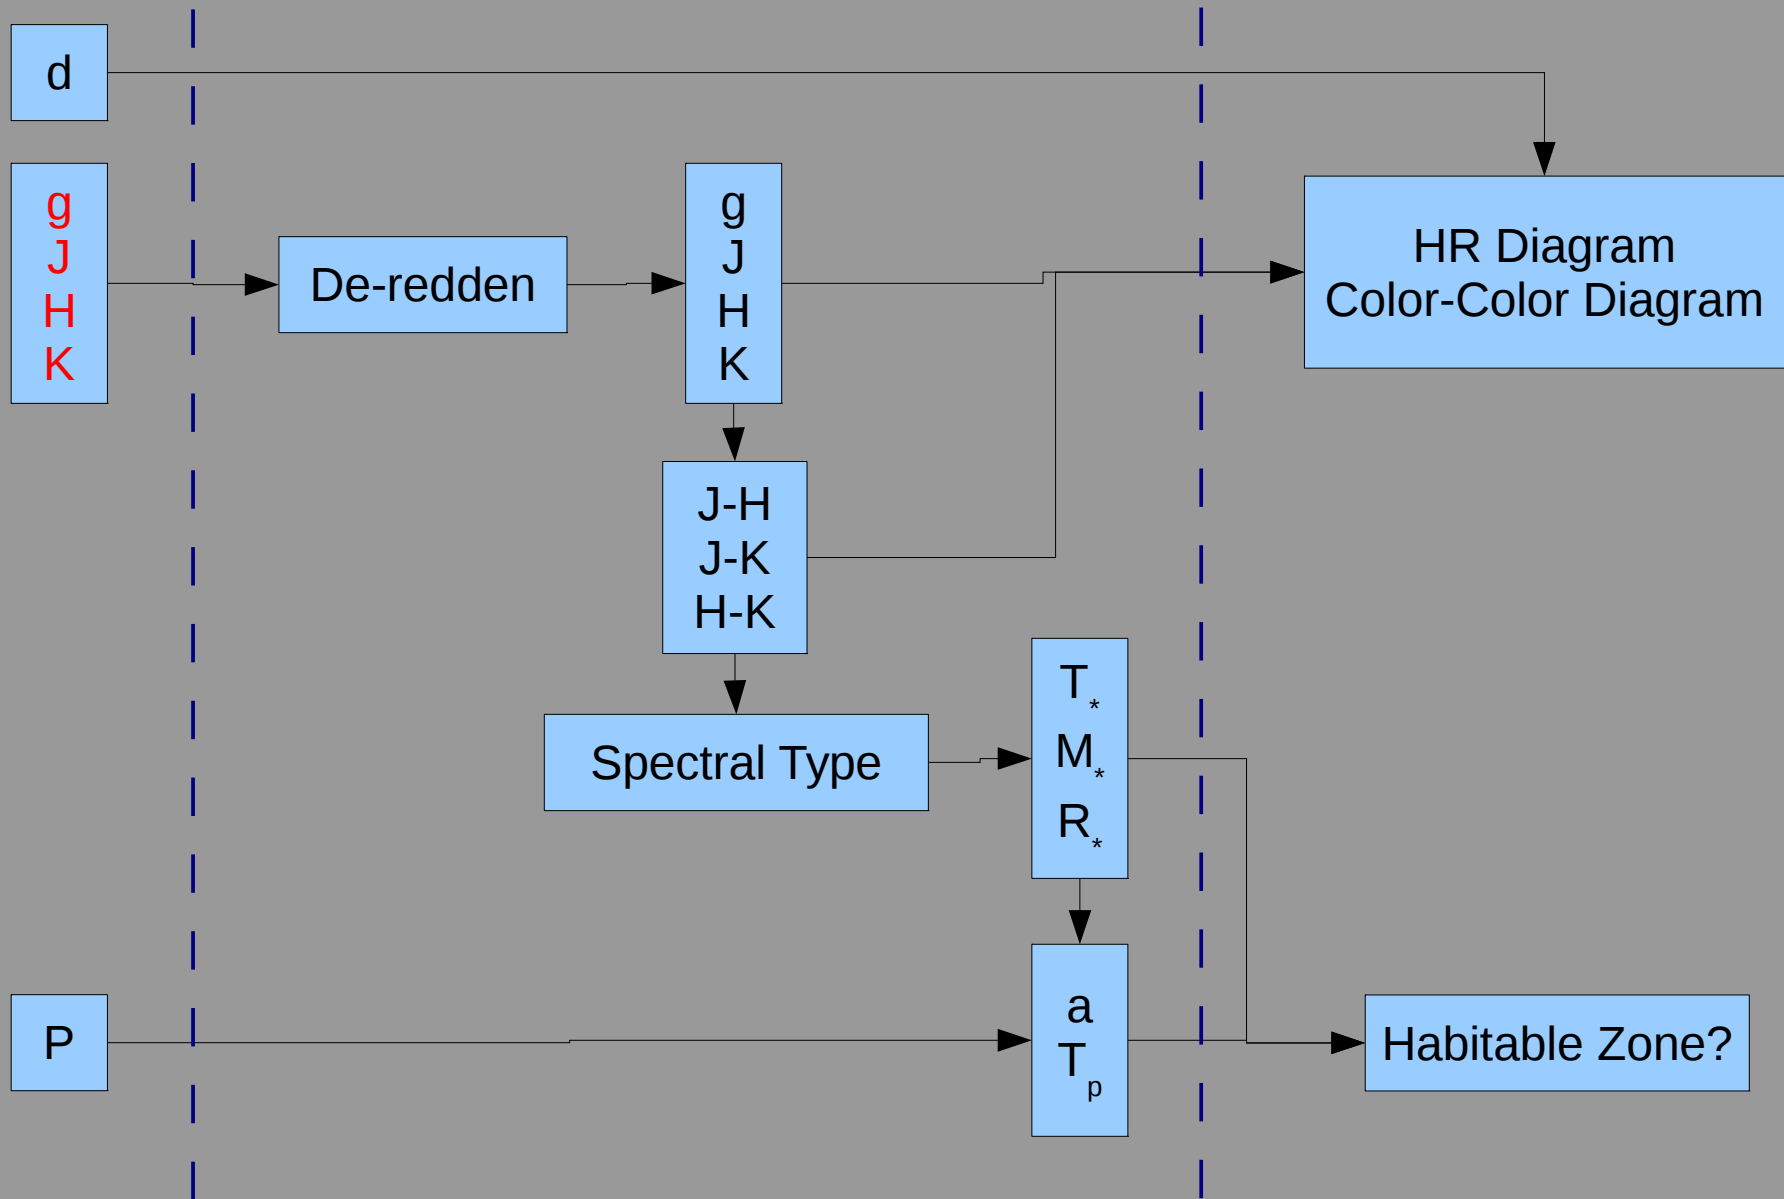 d
g
J
H
K
De-redden
g
J
H
K
HR Diagram
Color-Color Diagram
J-H
J-K
H-K
Spectral Type
T*
M*
R*
P
a
Tp
Habitable Zone?